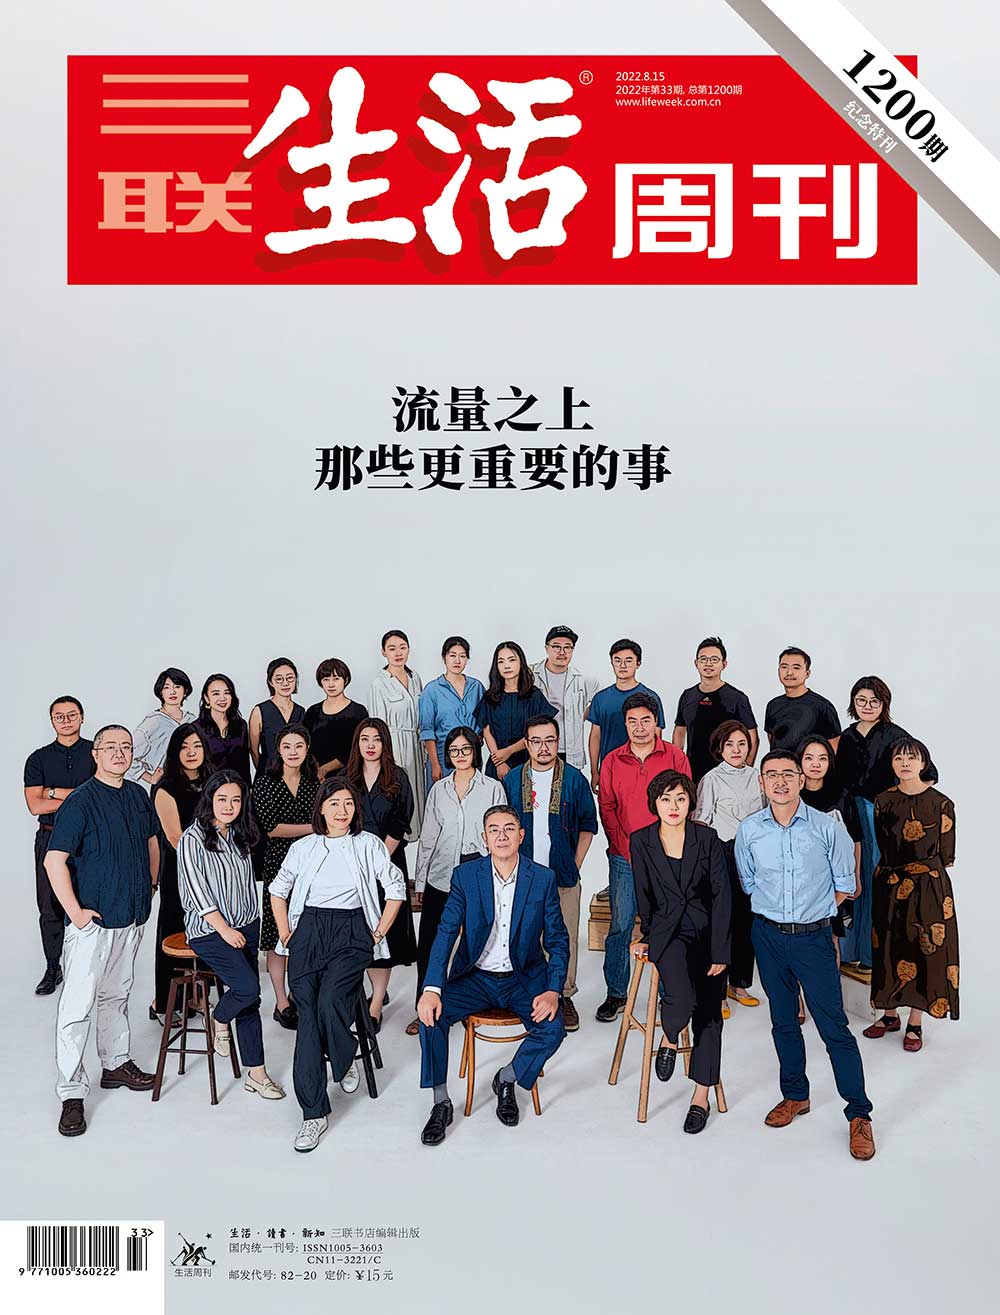 三联生活周刊
®
2022.8.15
2022年第33期, 总第1200期
www.lifeweek.com.cn
1200期
纪念特刊
流量之上
那些更重要的事
33>
9 771005 360222
生活周刊
生活·讀書·新知 三联书店编辑出版
国内统一刊号: ISSN1005-3603
CN11-3221/C
邮发代号: 82-20 定价: ¥15元